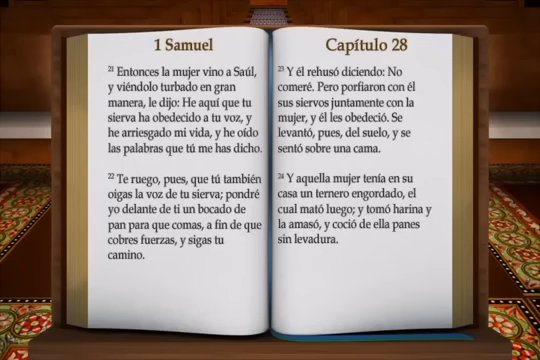 1 Samuel
21 Entonces la mujer vino a Saúl,
y viéndolo turbado en gran
manera, le dijo: He aquí que tu
sierva ha obedecido a tu voz, y
he arriesgado mi vida, y he oído
las palabras que tú me has dicho.
22 Te ruego, pues, que tú también
oigas la voz de tu sierva; pondré
yo delante de ti un bocado de
pan para que comas, a fin de que
cobres fuerzas, y sigas tu
camino.
Capítulo 28
23 Y él rehusó diciendo: No
comeré. Pero porfiaron con él
sus siervos juntamente con la
mujer, y él les obedeció. Se
levantó, pues, del suelo, y se
sentó sobre una cama.
24 Y aquella mujer tenía en su
casa un ternero engordado, el
cual mató luego; y tomó harina y
la amasó, y coció de ella panes
sin levadura.